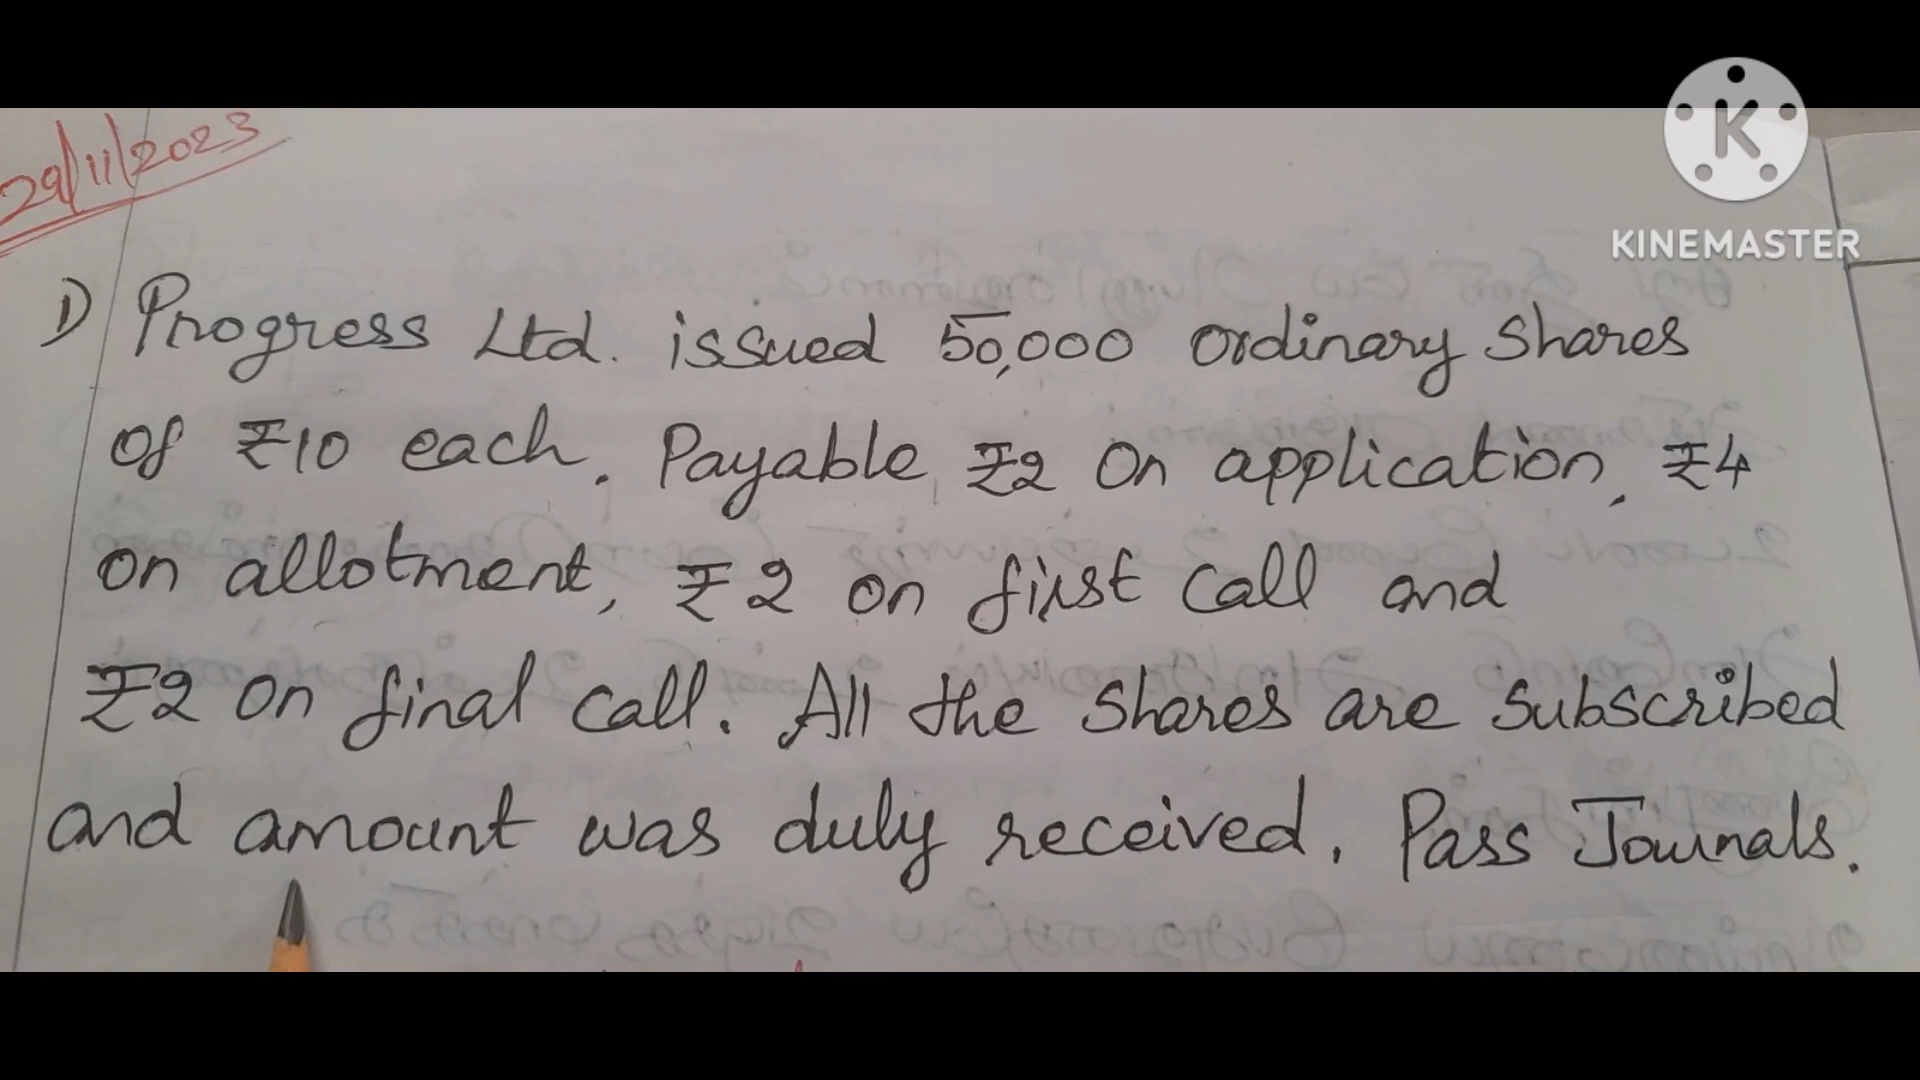 29/11/2023
KINEMASTER
1) Progress Ltd. issued 50,000 ordinary shares
of ₹10 each. Payable ₹2 on application, ₹4
on allotment, ₹2 on first call and
₹2 on final call. All the shares are subscribed
and amount was duly received. Pass Journals.